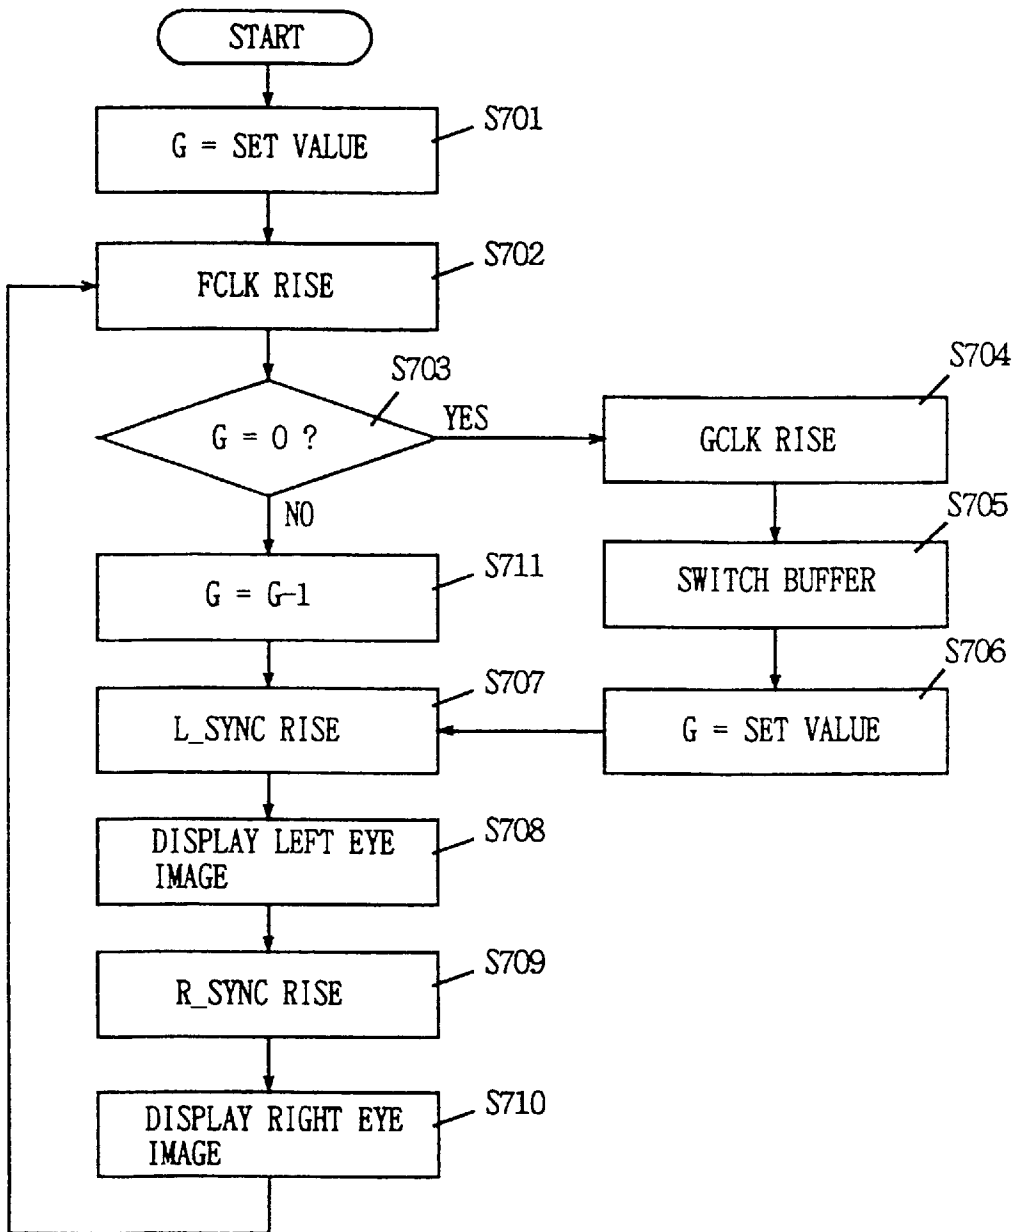 START
G = SET VALUE
S701
FCLK RISE
S702
G = 0 ?
S703
YES
NO
GCLK RISE
S704
SWITCH BUFFER
S705
G = SET VALUE
S706
G = G-1
S711
L_SYNC RISE
S707
DISPLAY LEFT EYE
IMAGE
S708
R_SYNC RISE
S709
DISPLAY RIGHT EYE
IMAGE
S710